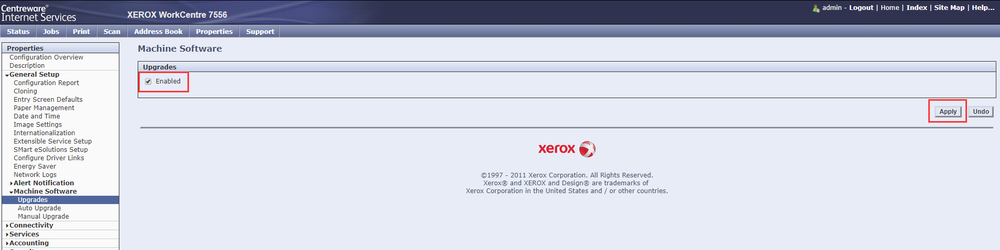 Centreware®
Internet Services
XEROX WorkCentre 7556
admin - Logout | Home | Index | Site Map | Help...
Status Jobs Print Scan Address Book Properties Support
Properties
Configuration Overview
Description
General Setup
Configuration Report
Cloning
Entry Screen Defaults
Paper Management
Date and Time
Image Settings
Internationalization
Extensible Service Setup
SMart eSolutions Setup
Configure Driver Links
Energy Saver
Network Logs
Alert Notification
Machine Software
Upgrades
Auto Upgrade
Manual Upgrade
Connectivity
Services
Accounting
Machine Software
Upgrades
Enabled
Apply Undo
xerox
©1997 - 2011 Xerox Corporation. All Rights Reserved.
Xerox® and XEROX and Design® are trademarks of
Xerox Corporation in the United States and / or other countries.